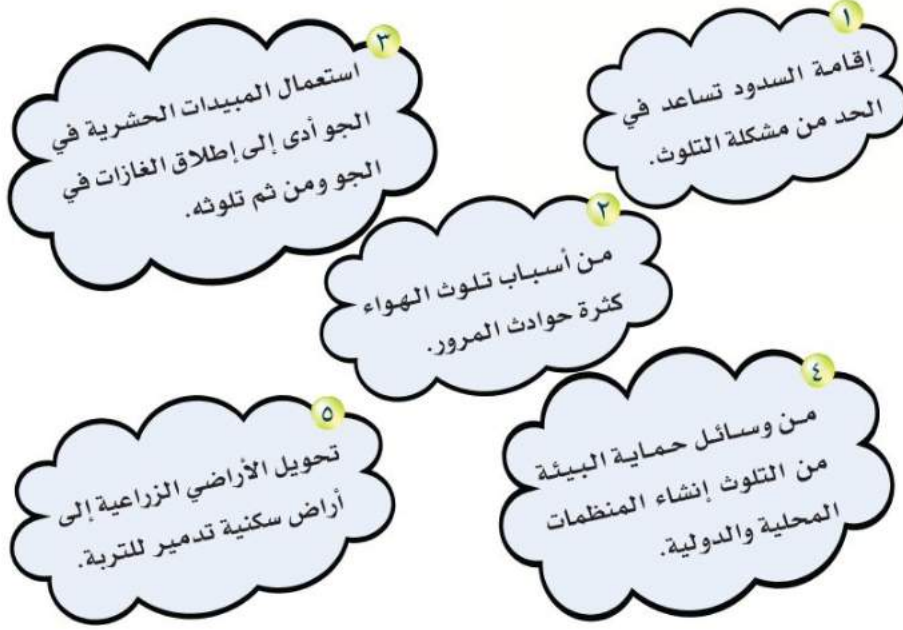 ١
إقامة السدود تساعد في
الحد من مشكلة التلوث.
٢
من أسباب تلوث الهواء
كثرة حوادث المرور.
٣
استعمال المبيدات الحشرية في
الجو أدى إلى إطلاق الغازات في
الجو ومن ثم تلوثه.
٤
من وسائل حماية البيئة
من التلوث إنشاء المنظمات
المحلية والدولية.
٥
تحويل الأراضي الزراعية إلى
أراض سكنية تدمير للتربة.